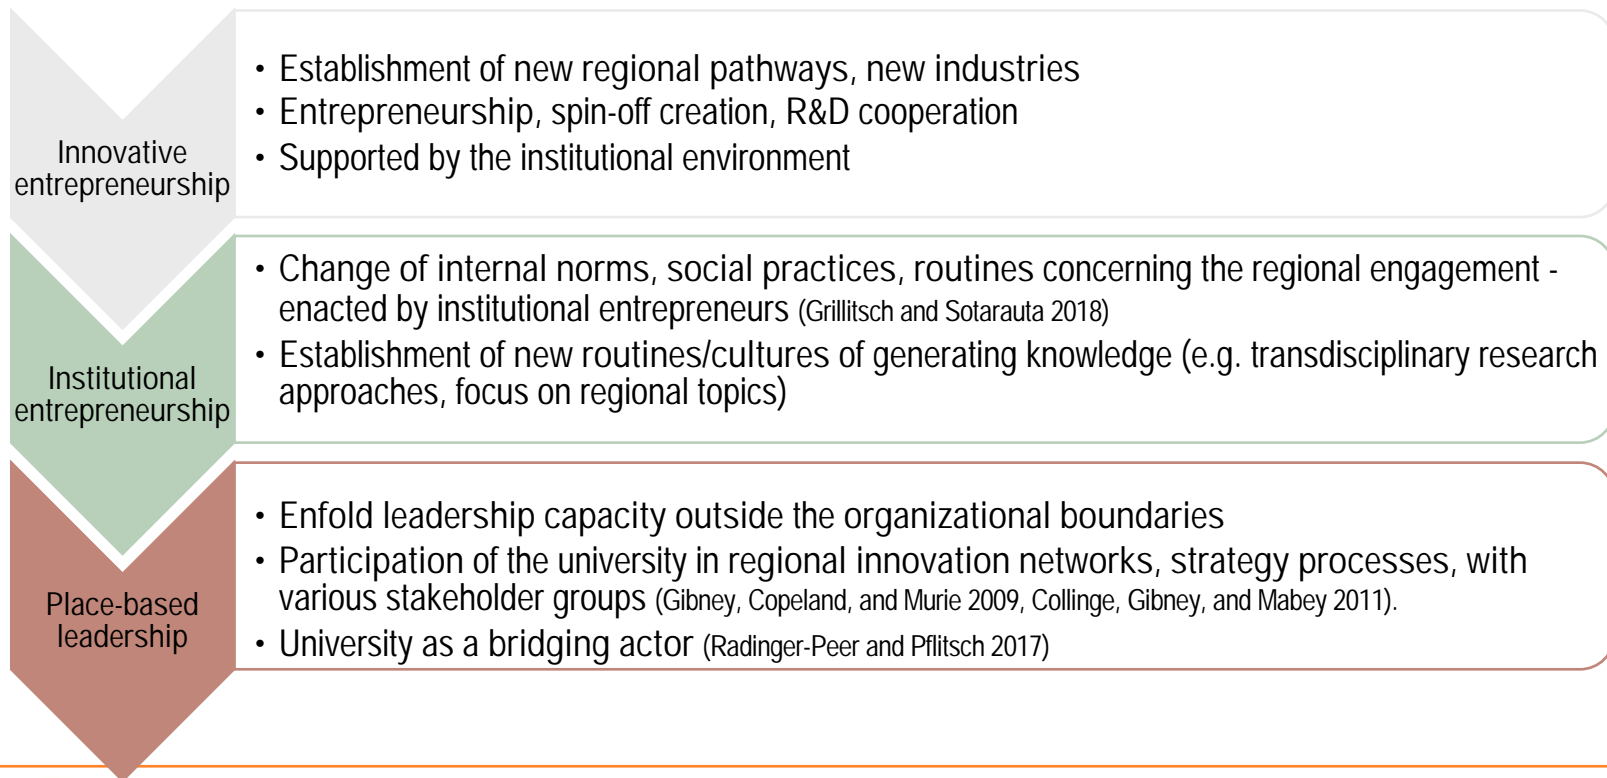 Innovative
entrepreneurship
• Establishment of new regional pathways, new industries
• Entrepreneurship, spin-off creation, R&D cooperation
• Supported by the institutional environment
Institutional
entrepreneurship
• Change of internal norms, social practices, routines concerning the regional engagement -
enacted by institutional entrepreneurs (Grillitsch and Sotarauta 2018)
• Establishment of new routines/cultures of generating knowledge (e.g. transdisciplinary research
approaches, focus on regional topics)
Place-based
leadership
• Enfold leadership capacity outside the organizational boundaries
• Participation of the university in regional innovation networks, strategy processes, with
various stakeholder groups (Gibney, Copeland, and Murie 2009, Collinge, Gibney, and Mabey 2011).
• University as a bridging actor (Radinger-Peer and Pflitsch 2017)